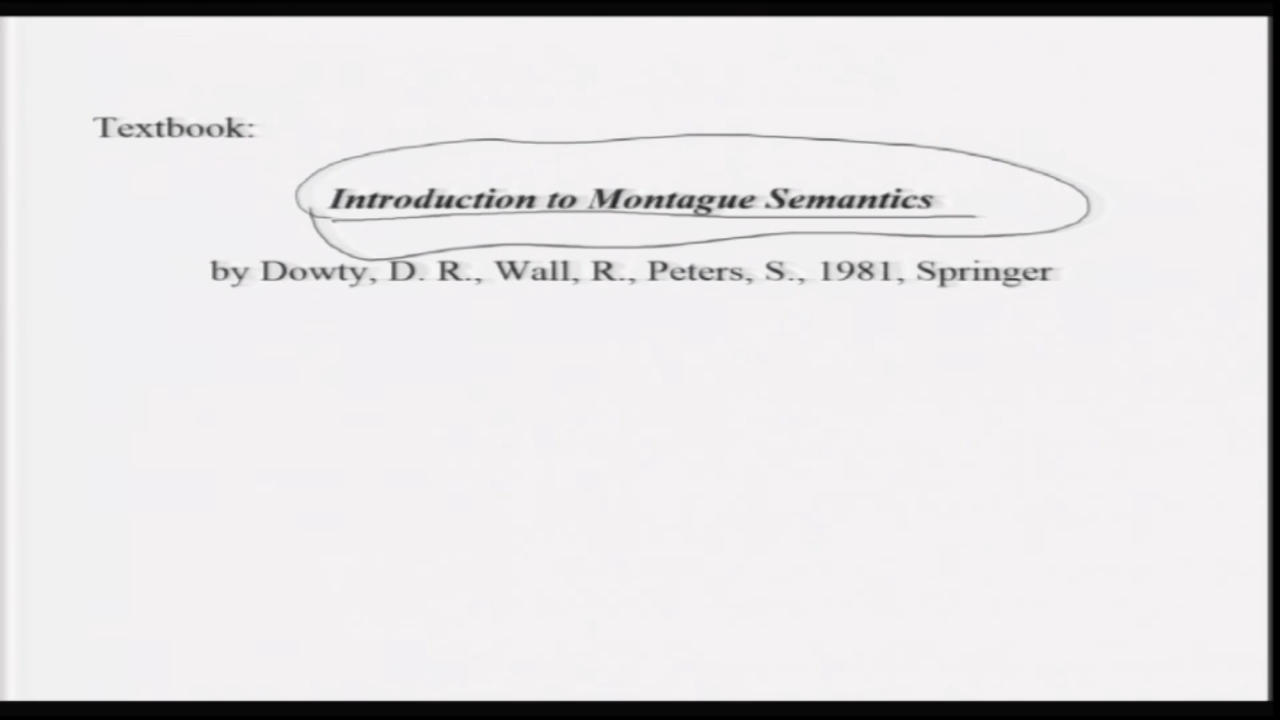 Textbook:
Introduction to Montague Semantics
by Dowty, D. R., Wall, R., Peters, S., 1981, Springer